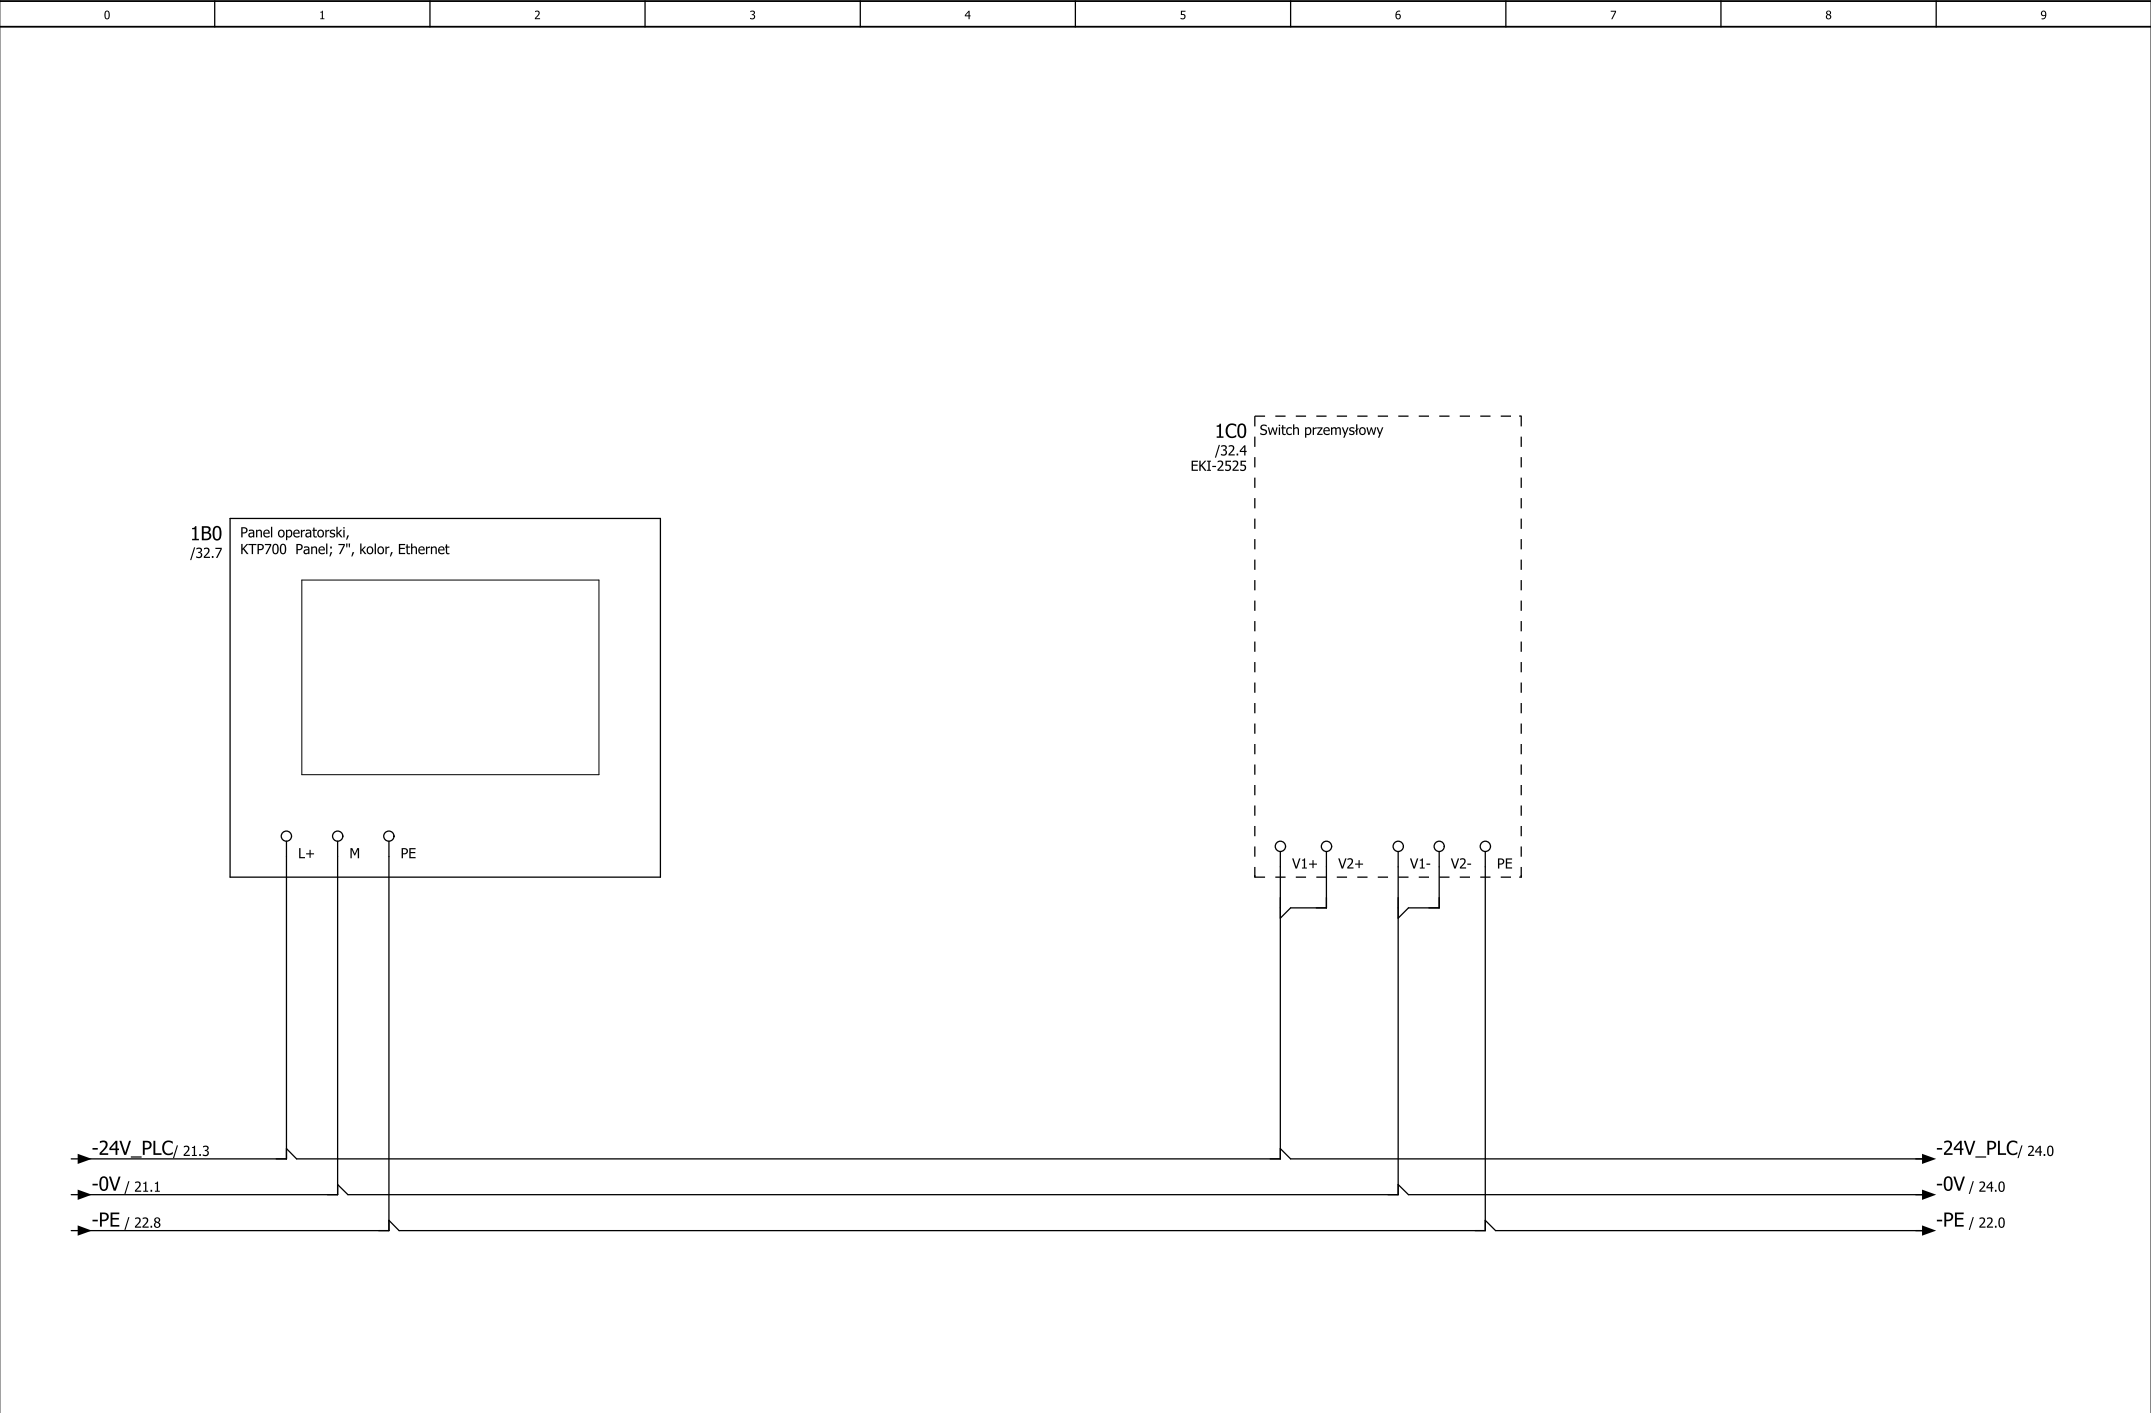 0 1 2 3 4 5 6 7 8 9
1C0
/32.4
EKI-2525
Switch przemysłowy
1B0
/32.7
Panel operatorski,
KTP700  Panel; 7", kolor, Ethernet
L+ M PE
V1+ V2+ V1- V2- PE
-24V_PLC/ 21.3
-24V_PLC/ 24.0
-0V / 21.1
-0V / 24.0
-PE / 22.8
-PE / 22.0